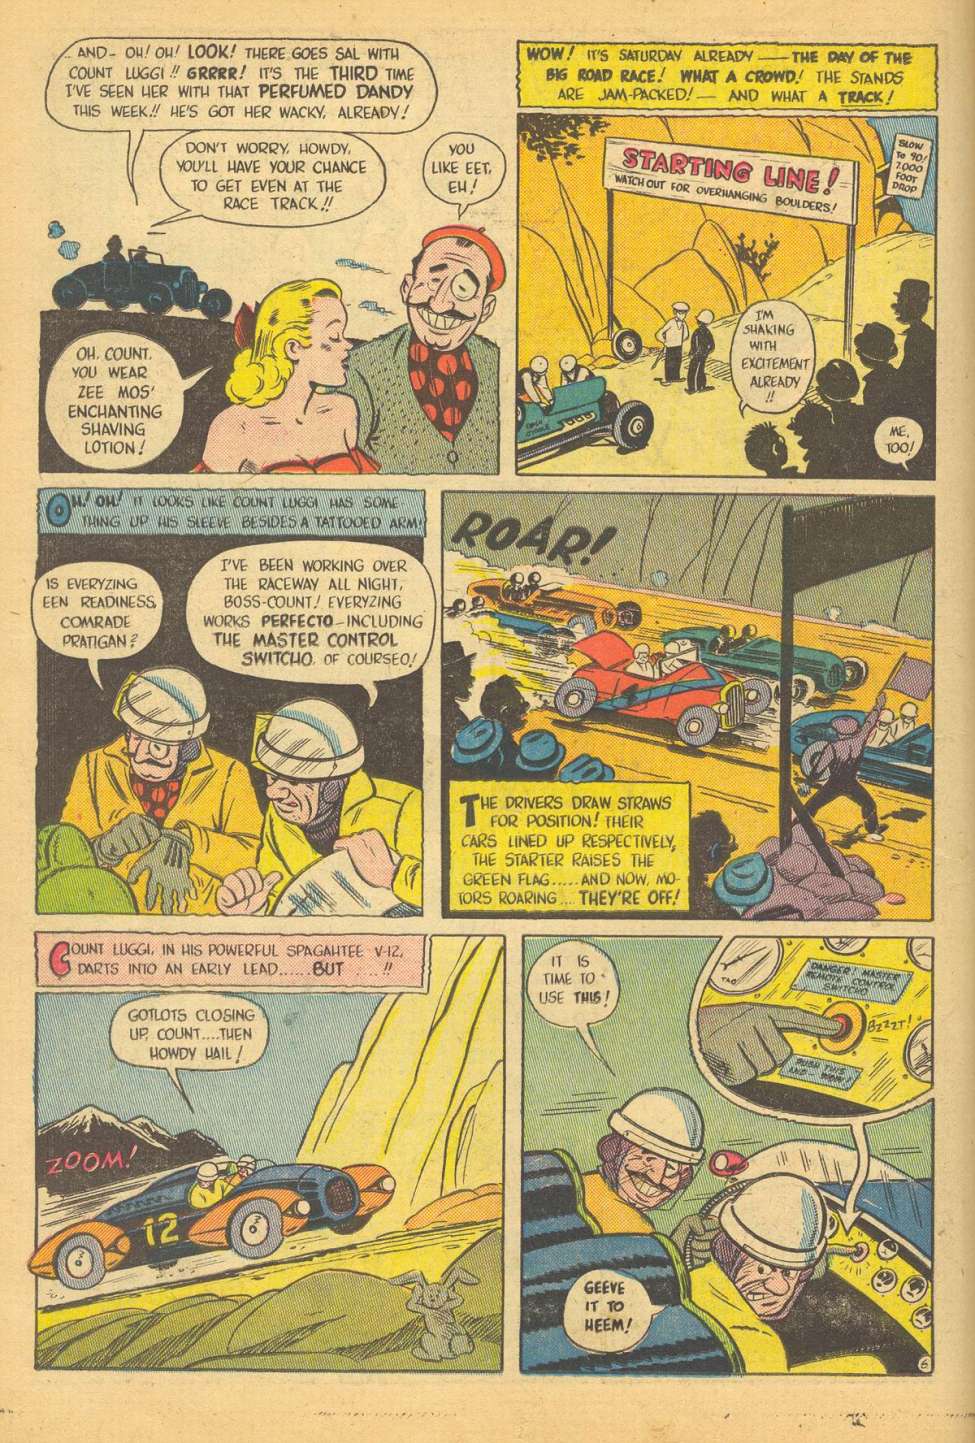 ..AND- OH! OH! LOOK! THERE GOES SAL WITH
COUNT LUGGI!! GRRRR! IT'S THE THIRD TIME
I'VE SEEN HER WITH THAT PERFUMED DANDY
THIS WEEK!! HE'S GOT HER WACKY, ALREADY!
DON'T WORRY, HOWDY,
YOU'LL HAVE YOUR CHANCE
TO GET EVEN AT THE
RACE TRACK!!
YOU
LIKE EET,
EH!
OH, COUNT,
YOU WEAR
ZEE MOS'
ENCHANTING
SHAVING
LOTION!
WOW! IT'S SATURDAY ALREADY — THE DAY OF THE
BIG ROAD RACE! WHAT A CROWD! THE STANDS
ARE JAM-PACKED! — AND WHAT A TRACK!
STARTING LINE!
WATCH OUT FOR OVERHANGING BOULDERS!
SLOW
TO 90!
7,000
FOOT
DROP
I'M
SHAKING
WITH
EXCITEMENT
ALREADY
!!
ME,
TOO!
OH! OH! IT LOOKS LIKE COUNT LUGGI HAS SOME
THING UP HIS SLEEVE BESIDES A TATTOOED ARM!
IS EVERYZING
EEN READINESS,
COMRADE
PRATIGAN?
I'VE BEEN WORKING OVER
THE RACEWAY ALL NIGHT,
BOSS-COUNT! EVERYZING
WORKS PERFECTO-INCLUDING
THE MASTER CONTROL
SWITCHO. OF COURSEO!
ROAR!
THE DRIVERS DRAW STRAWS
FOR POSITION! THEIR
CARS LINED UP RESPECTIVELY,
THE STARTER RAISES THE
GREEN FLAG.....AND NOW, MO-
TORS ROARING... THEY'RE OFF!
COUNT LUGGI, IN HIS POWERFUL SPAGAHTEE V-12,
DARTS INTO AN EARLY LEAD......BUT ...!!
GOTLOTS CLOSING
UP, COUNT....THEN
HOWDY HAIL!
ZOOM!
12
IT IS
TIME TO
USE THIS!
DANGER! MASTER
REMOTE CONTROL
SWITCHO
BZZZT!
PUSH THIS
AND WOW!
GEEVE
IT TO
HEEM!
6